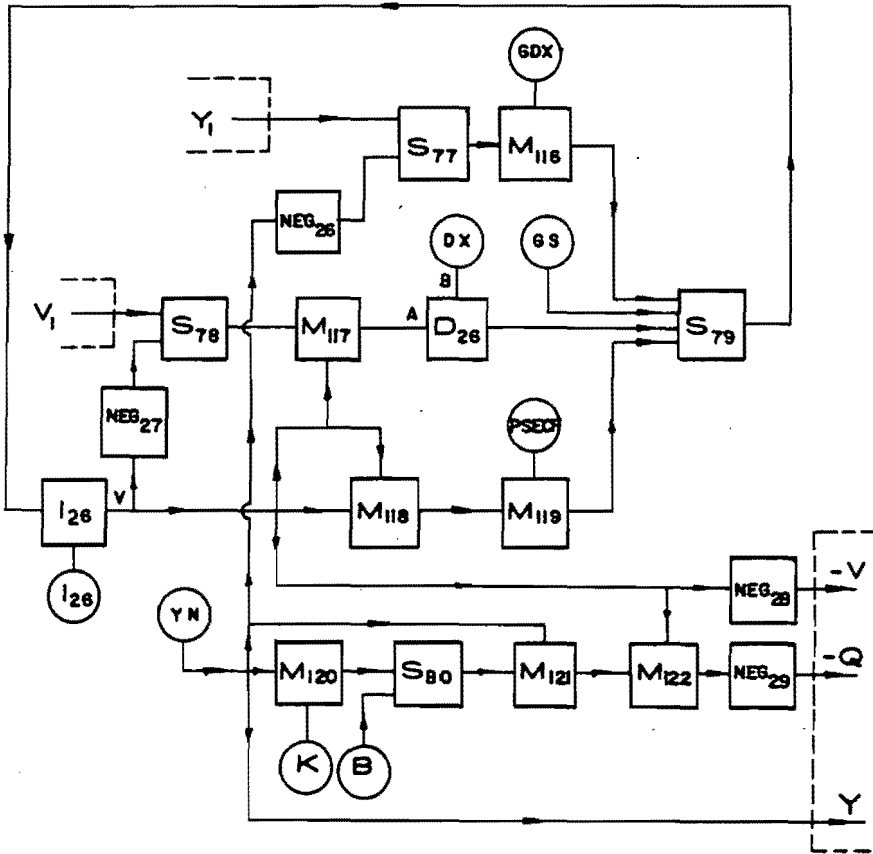 GDX
Y1
S77
M116
NEG26
DX
GS
B
V1
S78
M117
A
D26
S79
NEG27
PSECF
V
I26
M118
M119
I26
YN
NEG28
-V
M120
S80
M121
M122
NEG29
-Q
K
B
Y